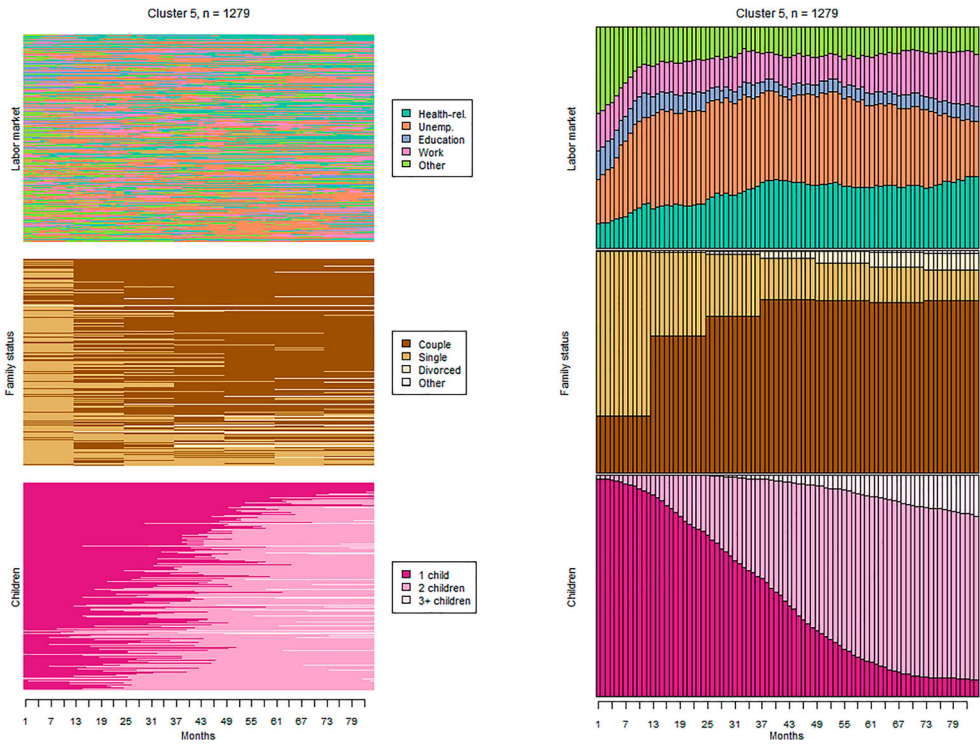 Cluster 5, n = 1279
Labor market
Health-rel.
Unemp.
Education
Work
Other
Family status
Couple
Single
Divorced
Other
Children
1 child
2 children
3+ children
1 7 13 19 25 31 37 43 49 55 61 67 73 79
Months
Cluster 5, n = 1279
Labor market
Family status
Children
1 7 13 19 25 31 37 43 49 55 61 67 73 79
Months